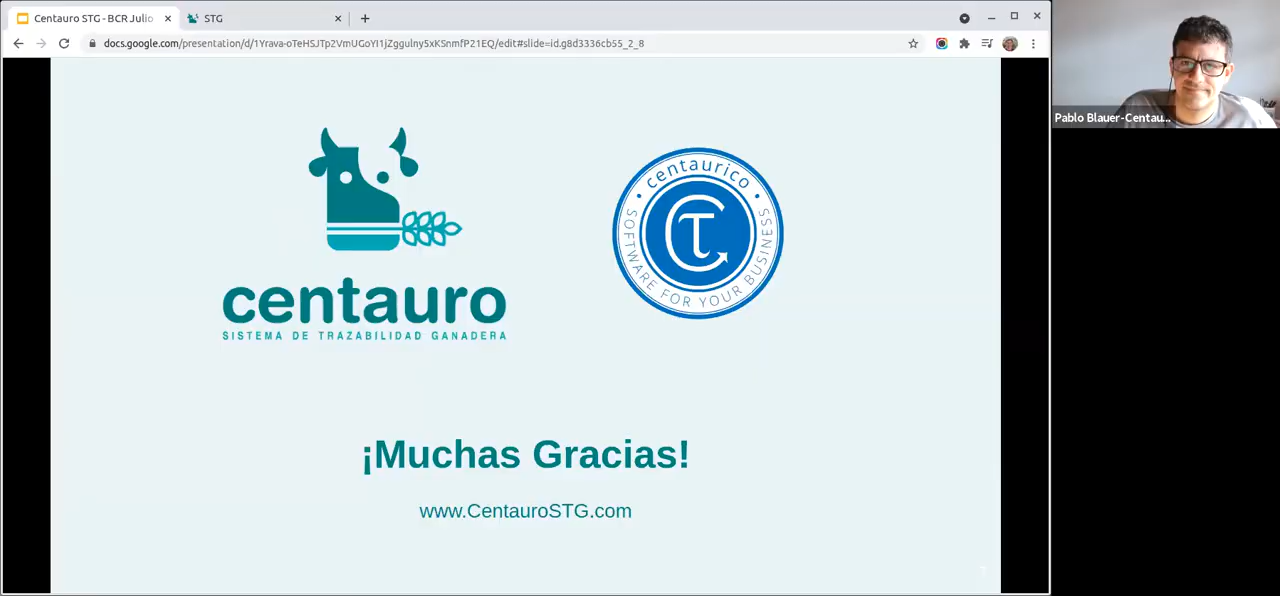 Centauro STG - BCR Julio
STG
docs.google.com/presentation/d/1Yrava-oTeHSJTp2VmUGoYI1jZggulny5xKSnmfP21EQ/edit#slide=id.g8d3336cb55_2_8
Pablo Blauer-Centau...
centauro
SISTEMA DE TRAZABILIDAD GANADERA
centaurico
SOFTWARE FOR YOUR BUSINESS
¡Muchas Gracias!
www.CentauroSTG.com